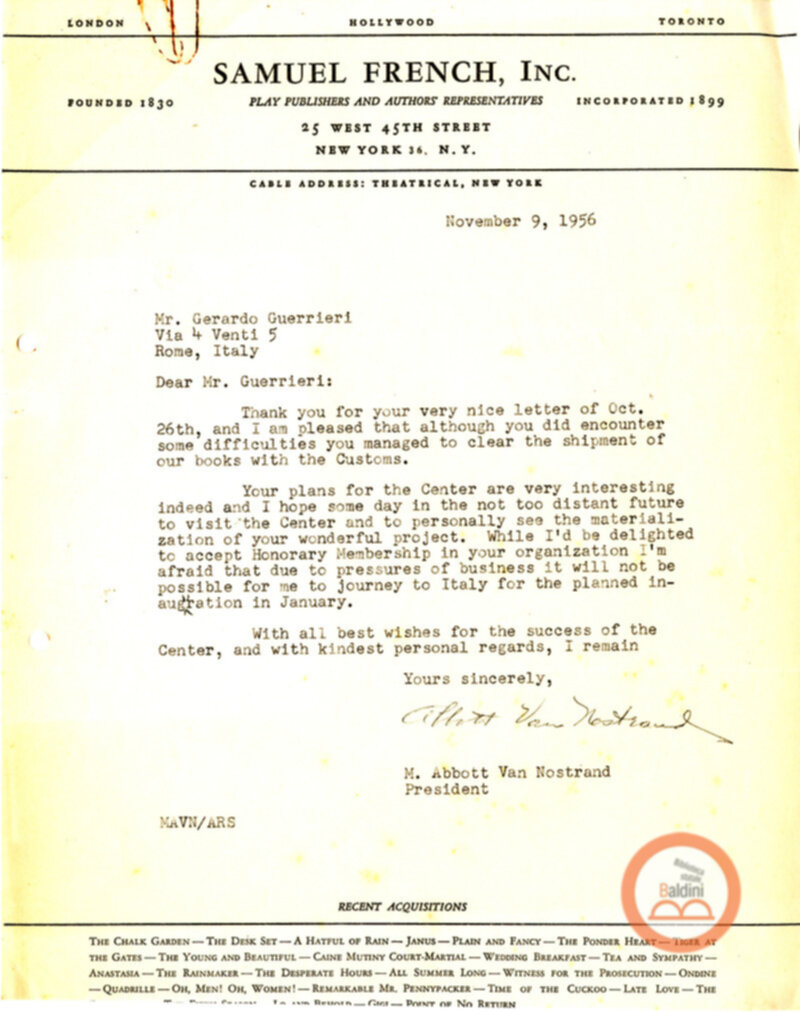 LONDON HOLLYWOOD TORONTO
SAMUEL FRENCH, INC.
FOUNDED 1830 PLAY PUBLISHERS AND AUTHORS' REPRESENTATIVES INCORPORATED 1899
25 WEST 45TH STREET
NEW YORK 36, N. Y.
CABLE ADDRESS: THEATRICAL, NEW YORK
November 9, 1956
Mr. Gerardo Guerrieri
Via 4 Venti 5
Rome, Italy
Dear Mr. Guerrieri:
Thank you for your very nice letter of Oct.
26th, and I am pleased that although you did encounter
some difficulties you managed to clear the shipment of
our books with the Customs.
Your plans for the Center are very interesting
indeed and I hope some day in the not too distant future
to visit the Center and to personally see the materiali-
zation of your wonderful project. While I'd be delighted
to accept Honorary Membership in your organization I'm
afraid that due to pressures of business it will not be
possible for me to journey to Italy for the planned in-
augration in January.
With all best wishes for the success of the
Center, and with kindest personal regards, I remain
Yours sincerely,
Abbott Van Nostrand
M. Abbott Van Nostrand
President
MAVN/ARS
Biblioteca
statale
Baldini
RECENT ACQUISITIONS
THE CHALK GARDEN — THE DESK SET — A HATFUL OF RAIN — JANUS — PLAIN AND FANCY — THE PONDER HEART — TIGER AT
THE GATES — THE YOUNG AND BEAUTIFUL — CAINE MUTINY COURT-MARTIAL — WEDDING BREAKFAST — TEA AND SYMPATHY —
ANASTASIA — THE RAINMAKER — THE DESPERATE HOURS — ALL SUMMER LONG — WITNESS FOR THE PROSECUTION — ONDINE
— QUADRILLE — OH, MEN! OH, WOMEN! — REMARKABLE MR. PENNYPACKER — TIME OF THE CUCKOO — LATE LOVE — THE
LO AND BEHOLD — GIGI — POINT OF NO RETURN